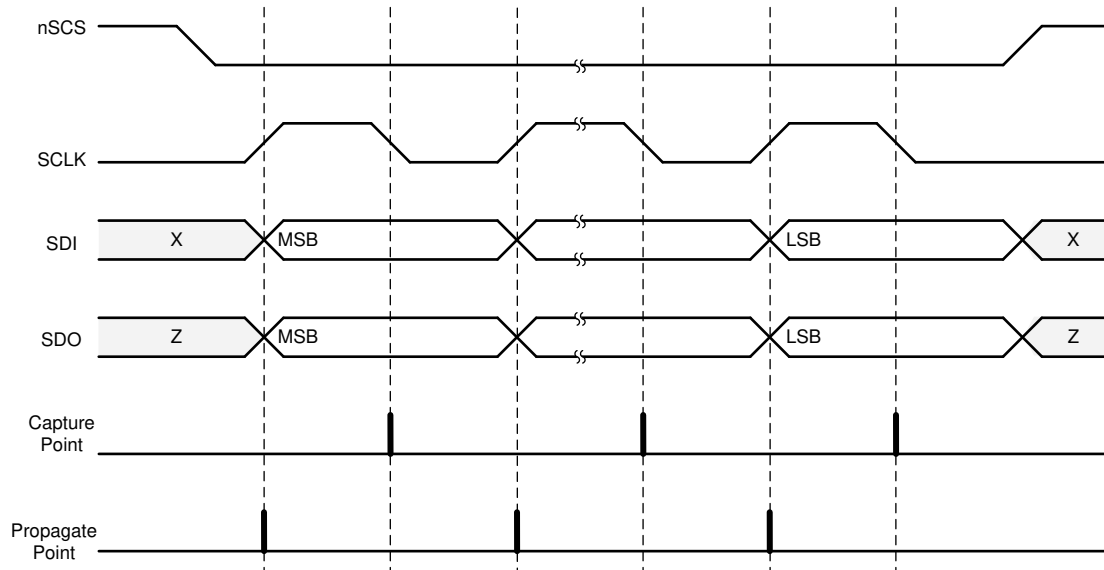 nSCS
SCLK
SDI X MSB LSB X
SDO Z MSB LSB Z
Capture
Point
Propagate
Point